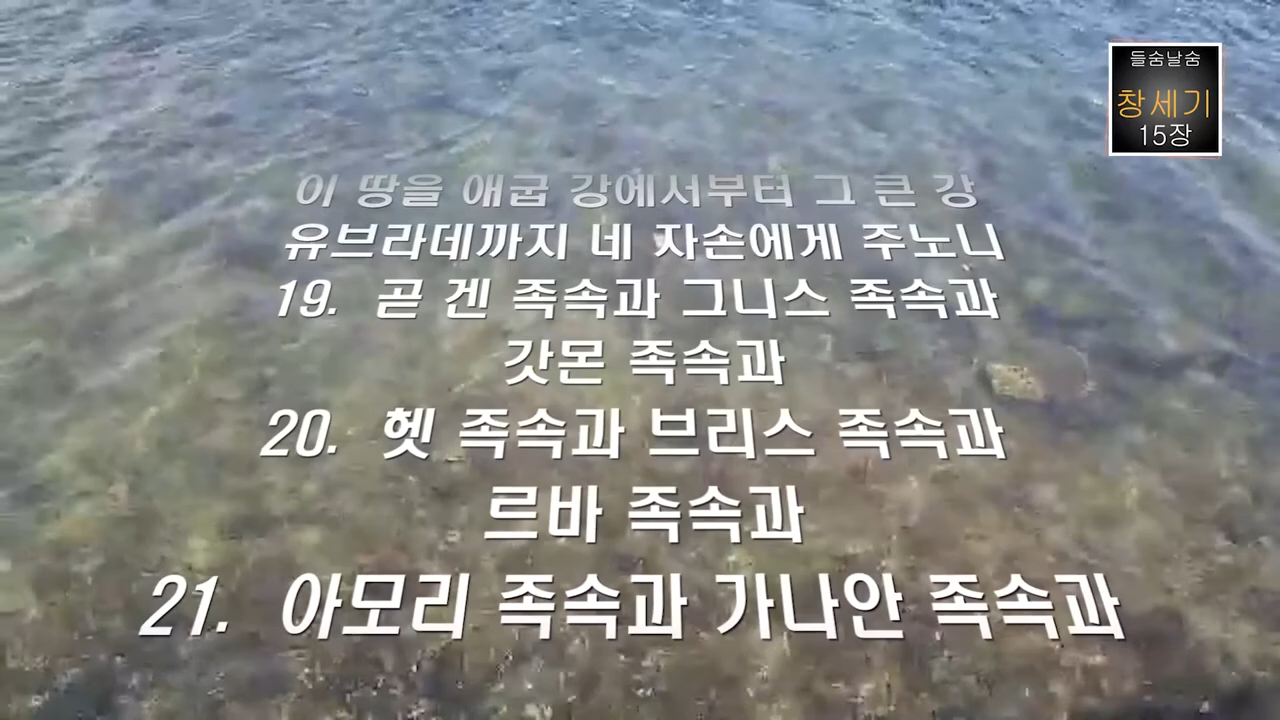 들숨날숨
창세기
15장
이 땅을 애굽 강에서부터 그 큰 강
유브라데까지 네 자손에게 주노니
19. 곧 겐 족속과 그니스 족속과
갓몬 족속과
20. 헷 족속과 브리스 족속과
르바 족속과
21. 아모리 족속과 가나안 족속과